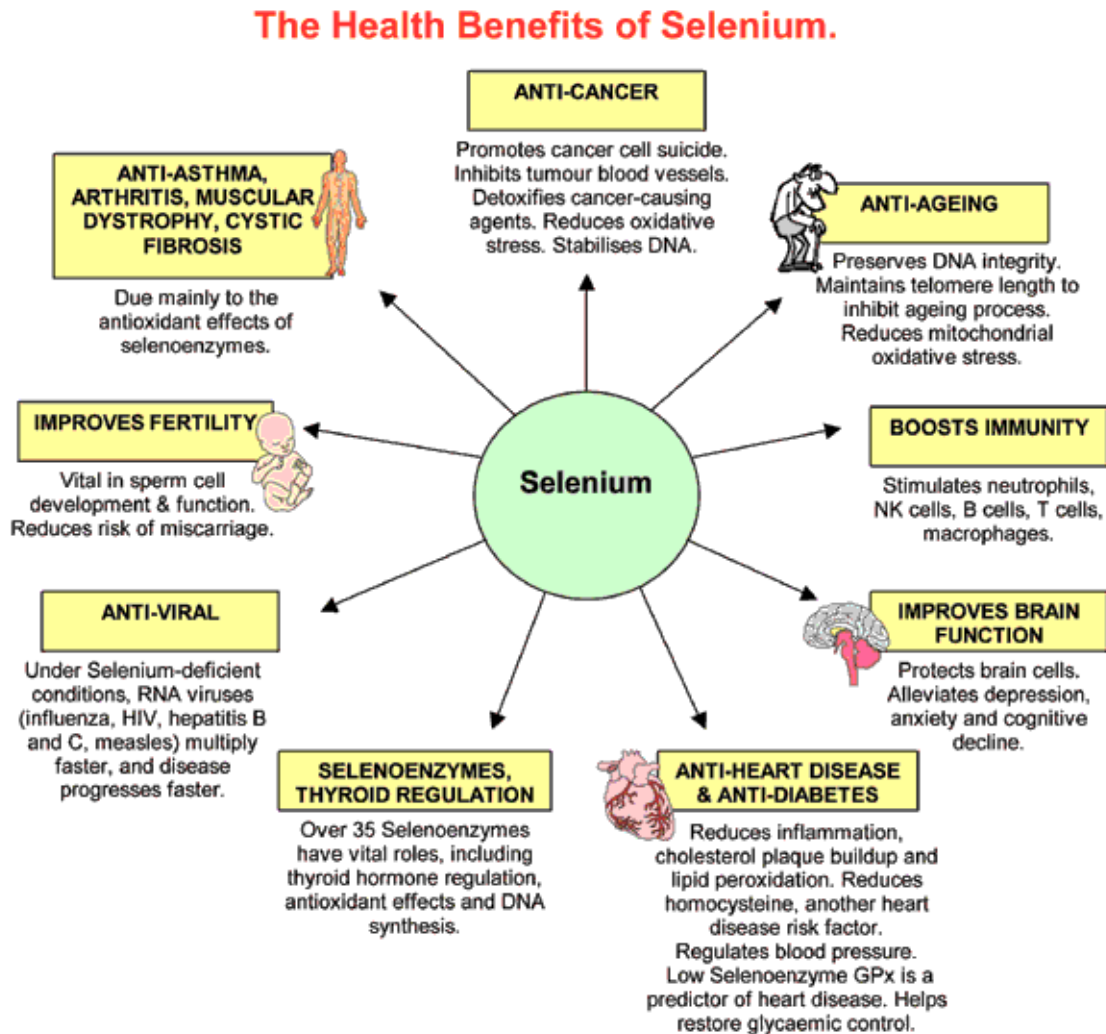 The Health Benefits of Selenium.
ANTI-CANCER
Promotes cancer cell suicide.
Inhibits tumour blood vessels.
Detoxifies cancer-causing
agents. Reduces oxidative
stress. Stabilises DNA.
ANTI-ASTHMA,
ARTHRITIS, MUSCULAR
DYSTROPHY, CYSTIC
FIBROSIS
Due mainly to the
antioxidant effects of
selenoenzymes.
ANTI-AGEING
Preserves DNA integrity.
Maintains telomere length to
inhibit ageing process.
Reduces mitochondrial
oxidative stress.
IMPROVES FERTILITY
Vital in sperm cell
development & function.
Reduces risk of miscarriage.
Selenium
BOOSTS IMMUNITY
Stimulates neutrophils,
NK cells, B cells, T cells,
macrophages.
ANTI-VIRAL
Under Selenium-deficient
conditions, RNA viruses
(influenza, HIV, hepatitis B
and C, measles) multiply
faster, and disease
progresses faster.
IMPROVES BRAIN
FUNCTION
Protects brain cells.
Alleviates depression,
anxiety and cognitive
decline.
SELENOENZYMES,
THYROID REGULATION
Over 35 Selenoenzymes
have vital roles, including
thyroid hormone regulation,
antioxidant effects and DNA
synthesis.
ANTI-HEART DISEASE
& ANTI-DIABETES
Reduces inflammation,
cholesterol plaque buildup and
lipid peroxidation. Reduces
homocysteine, another heart
disease risk factor.
Regulates blood pressure.
Low Selenoenzyme GPx is a
predictor of heart disease. Helps
restore glycaemic control.